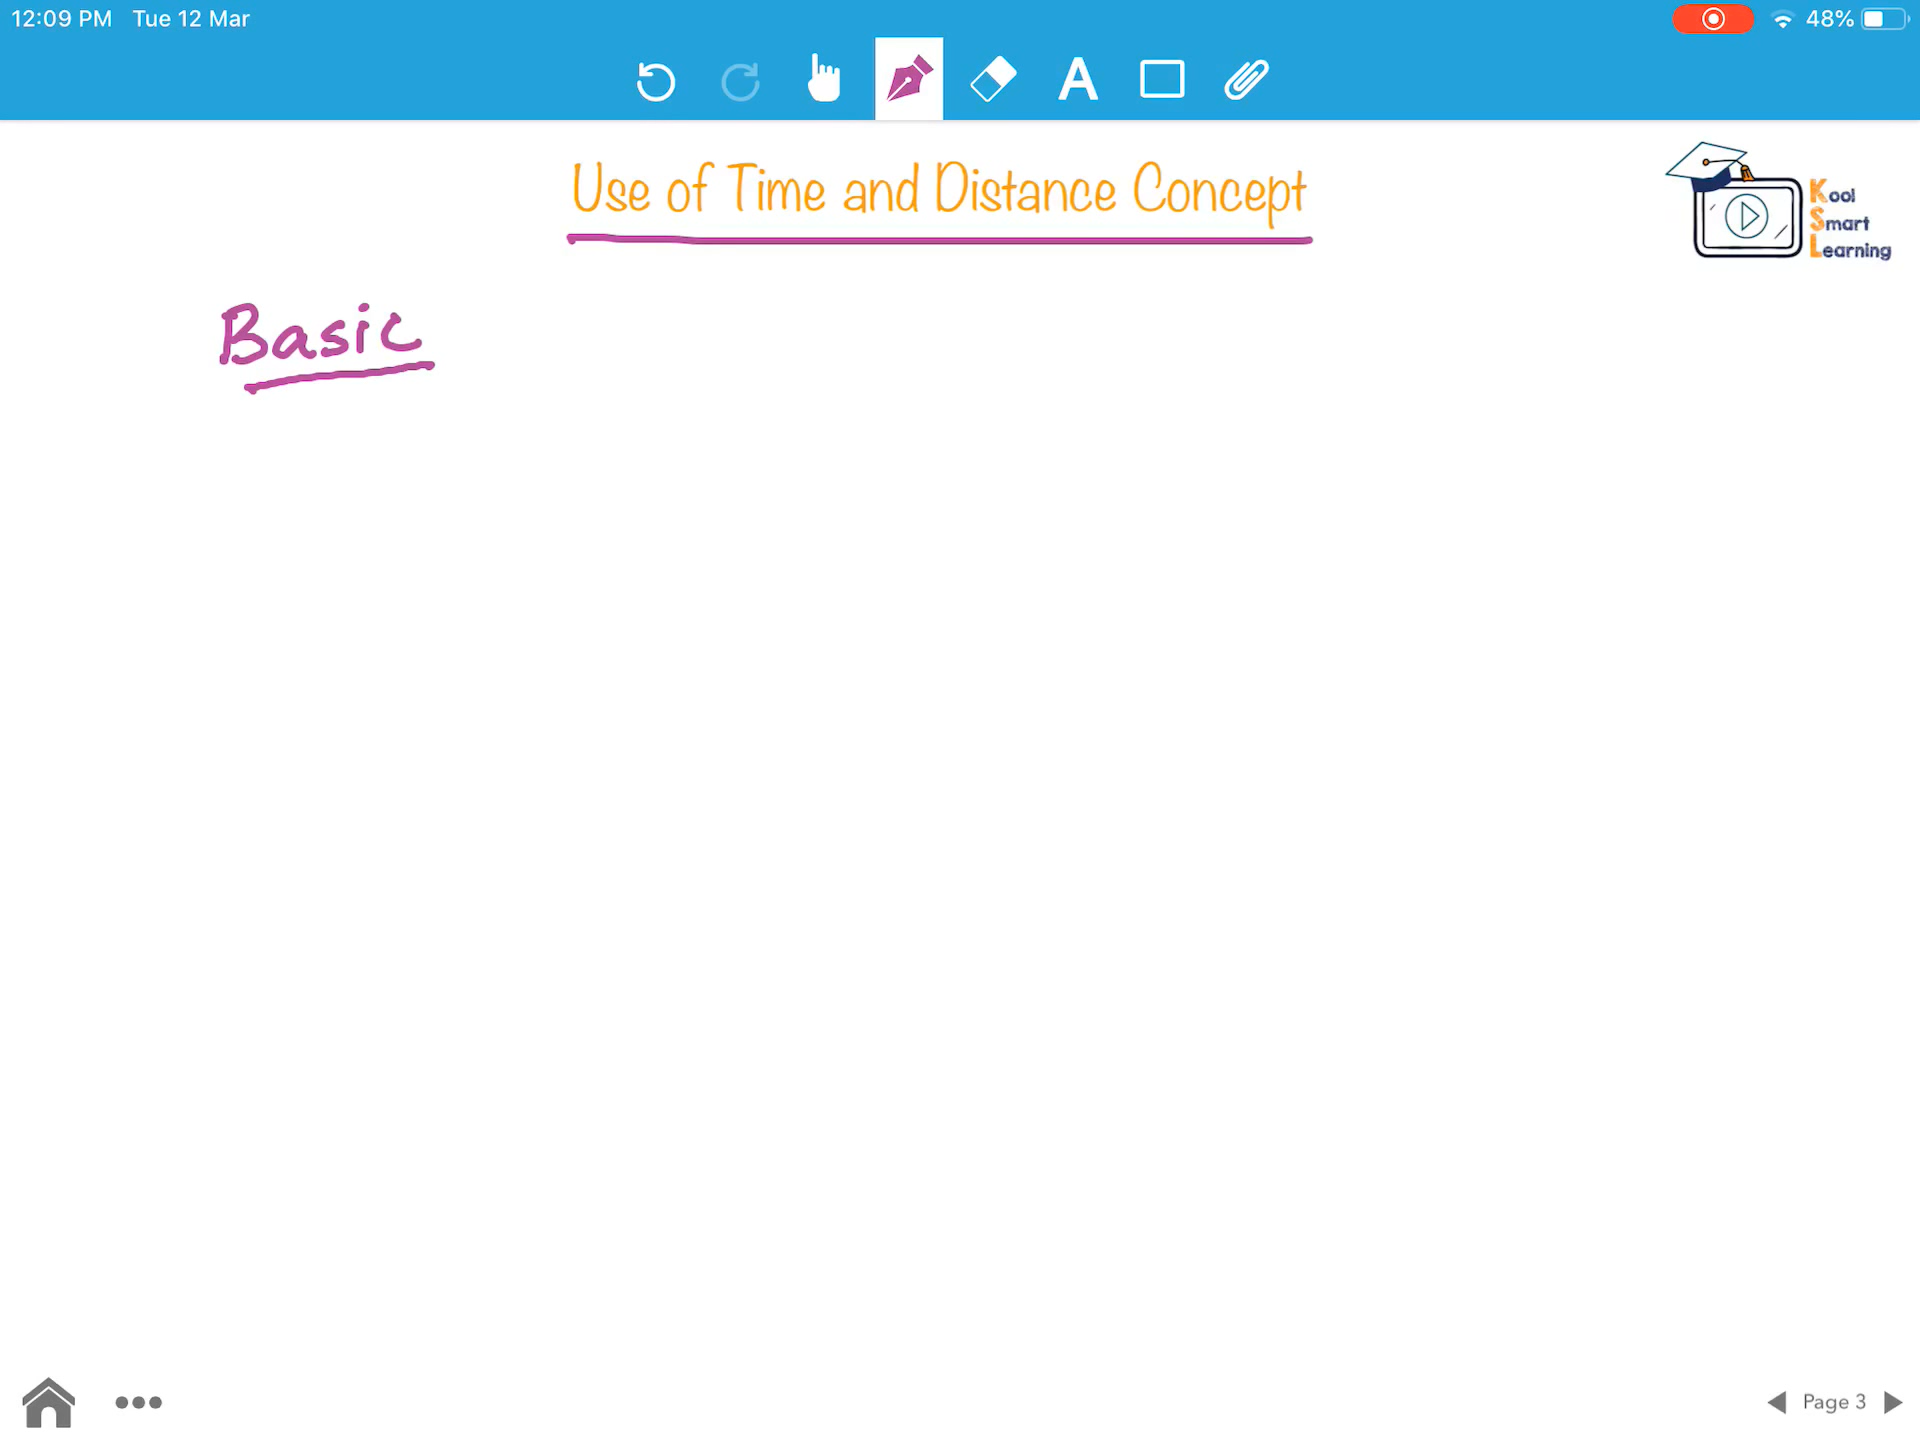 12:09 PM Tue 12 Mar
48%
A
Use of Time and Distance Concept
Kool
Smart
Learning
Basic
Page 3